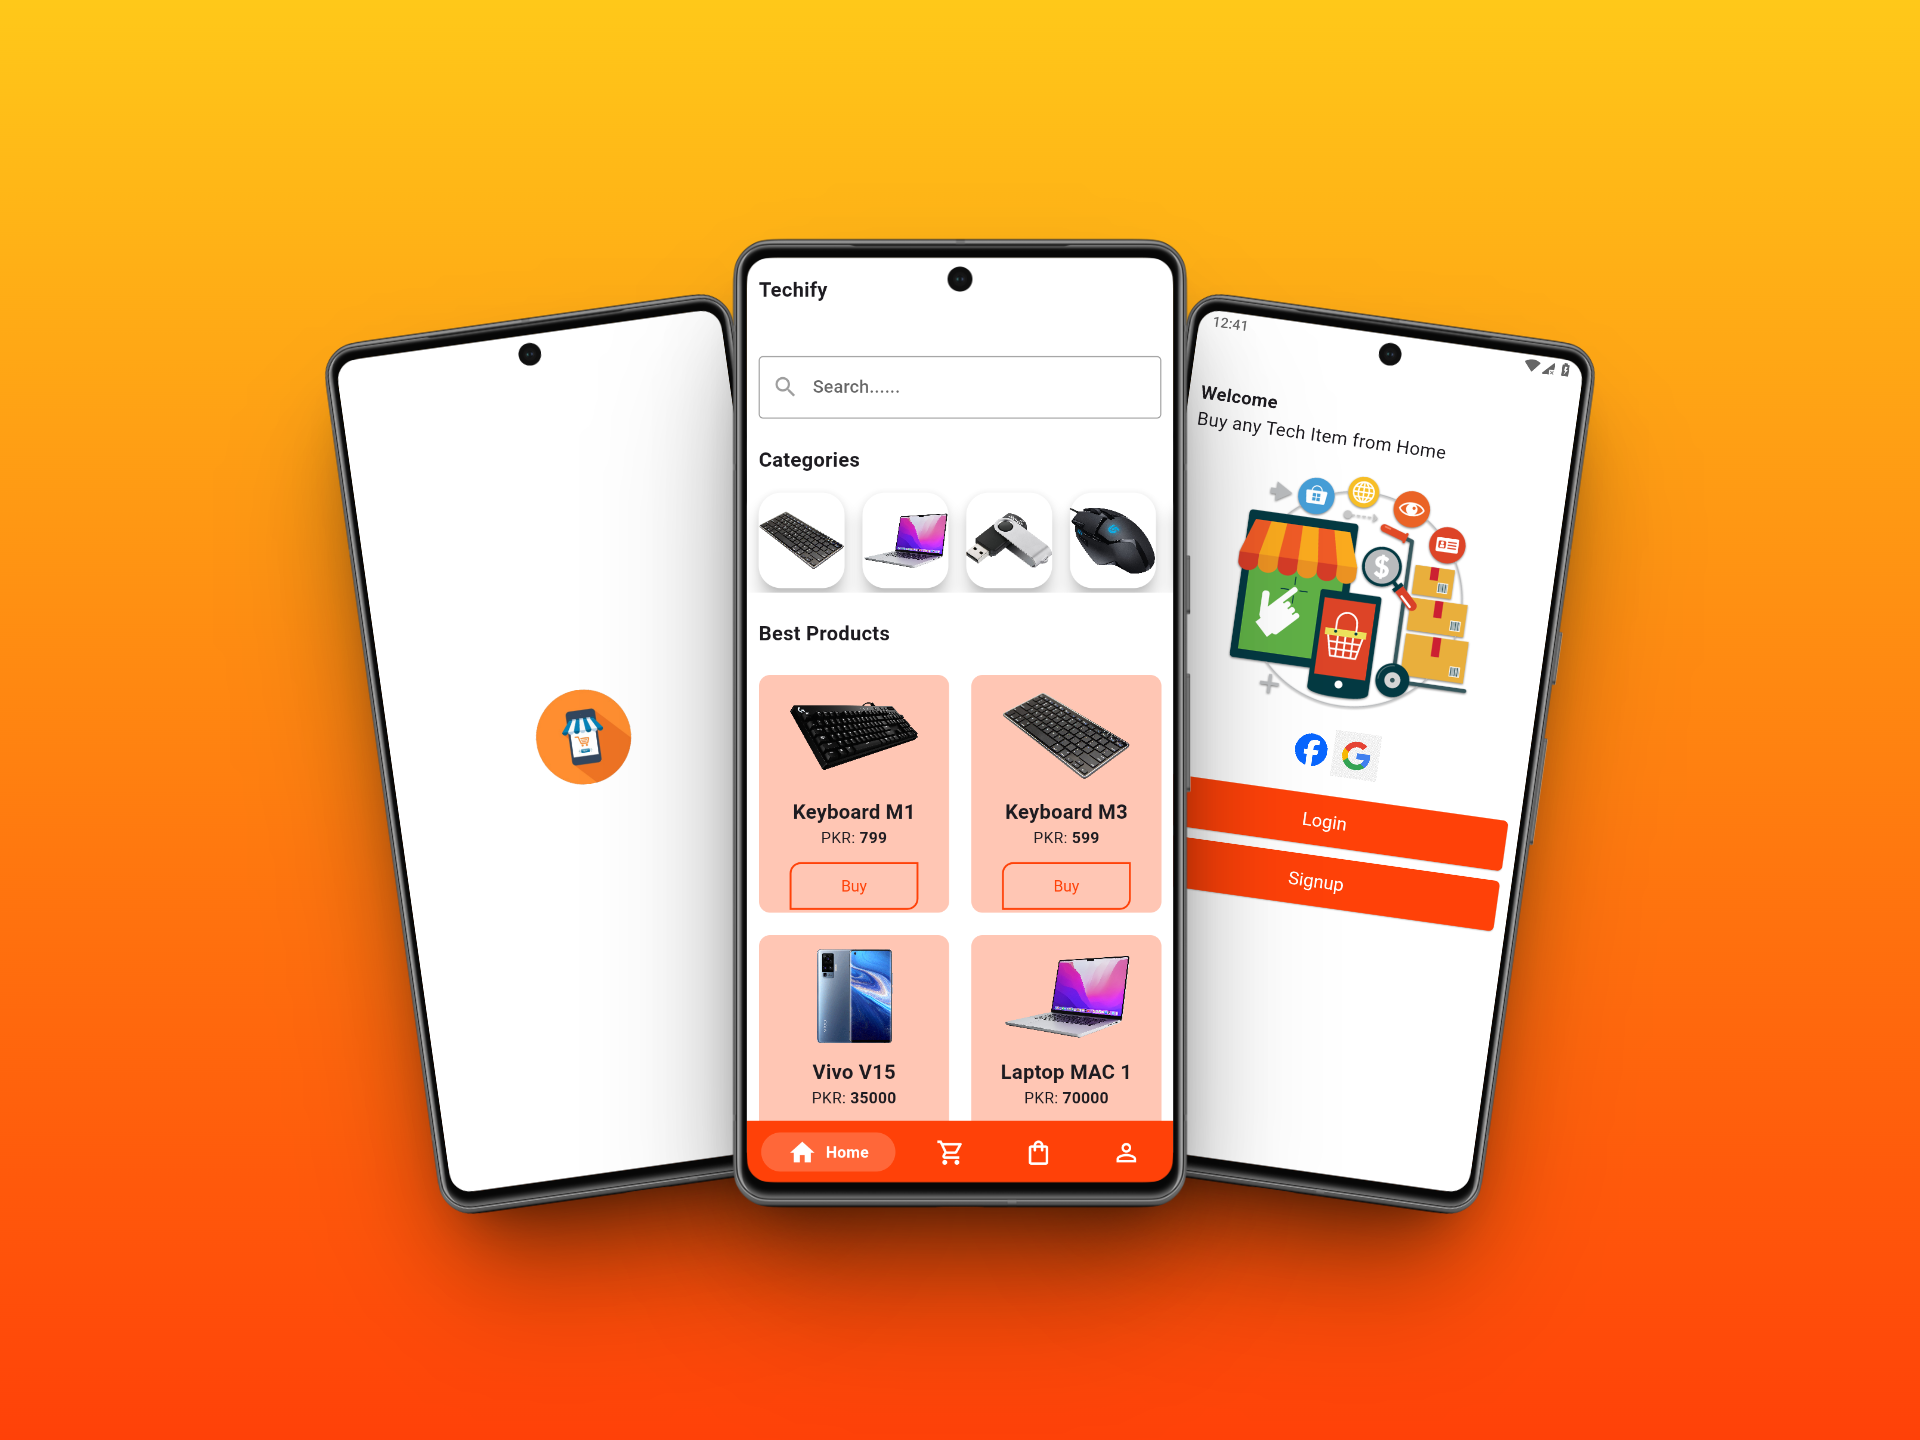 Techify
Search......
Categories
Best Products
Keyboard M1
PKR: 799
Buy
Keyboard M3
PKR: 599
Buy
Vivo V15
PKR: 35000
Laptop MAC 1
PKR: 70000
Home
12:41
Welcome
Buy any Tech Item from Home
$
Login
Signup